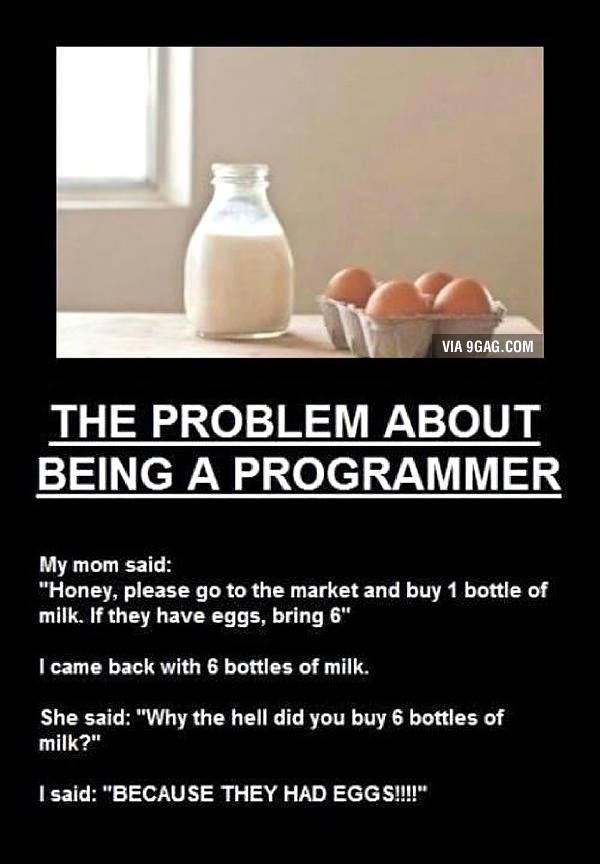 VIA 9GAG.COM
THE PROBLEM ABOUT
BEING A PROGRAMMER
My mom said:
"Honey, please go to the market and buy 1 bottle of
milk. If they have eggs, bring 6"
I came back with 6 bottles of milk.
She said: "Why the hell did you buy 6 bottles of
milk?"
I said: "BECAUSE THEY HAD EGGS!!!!"